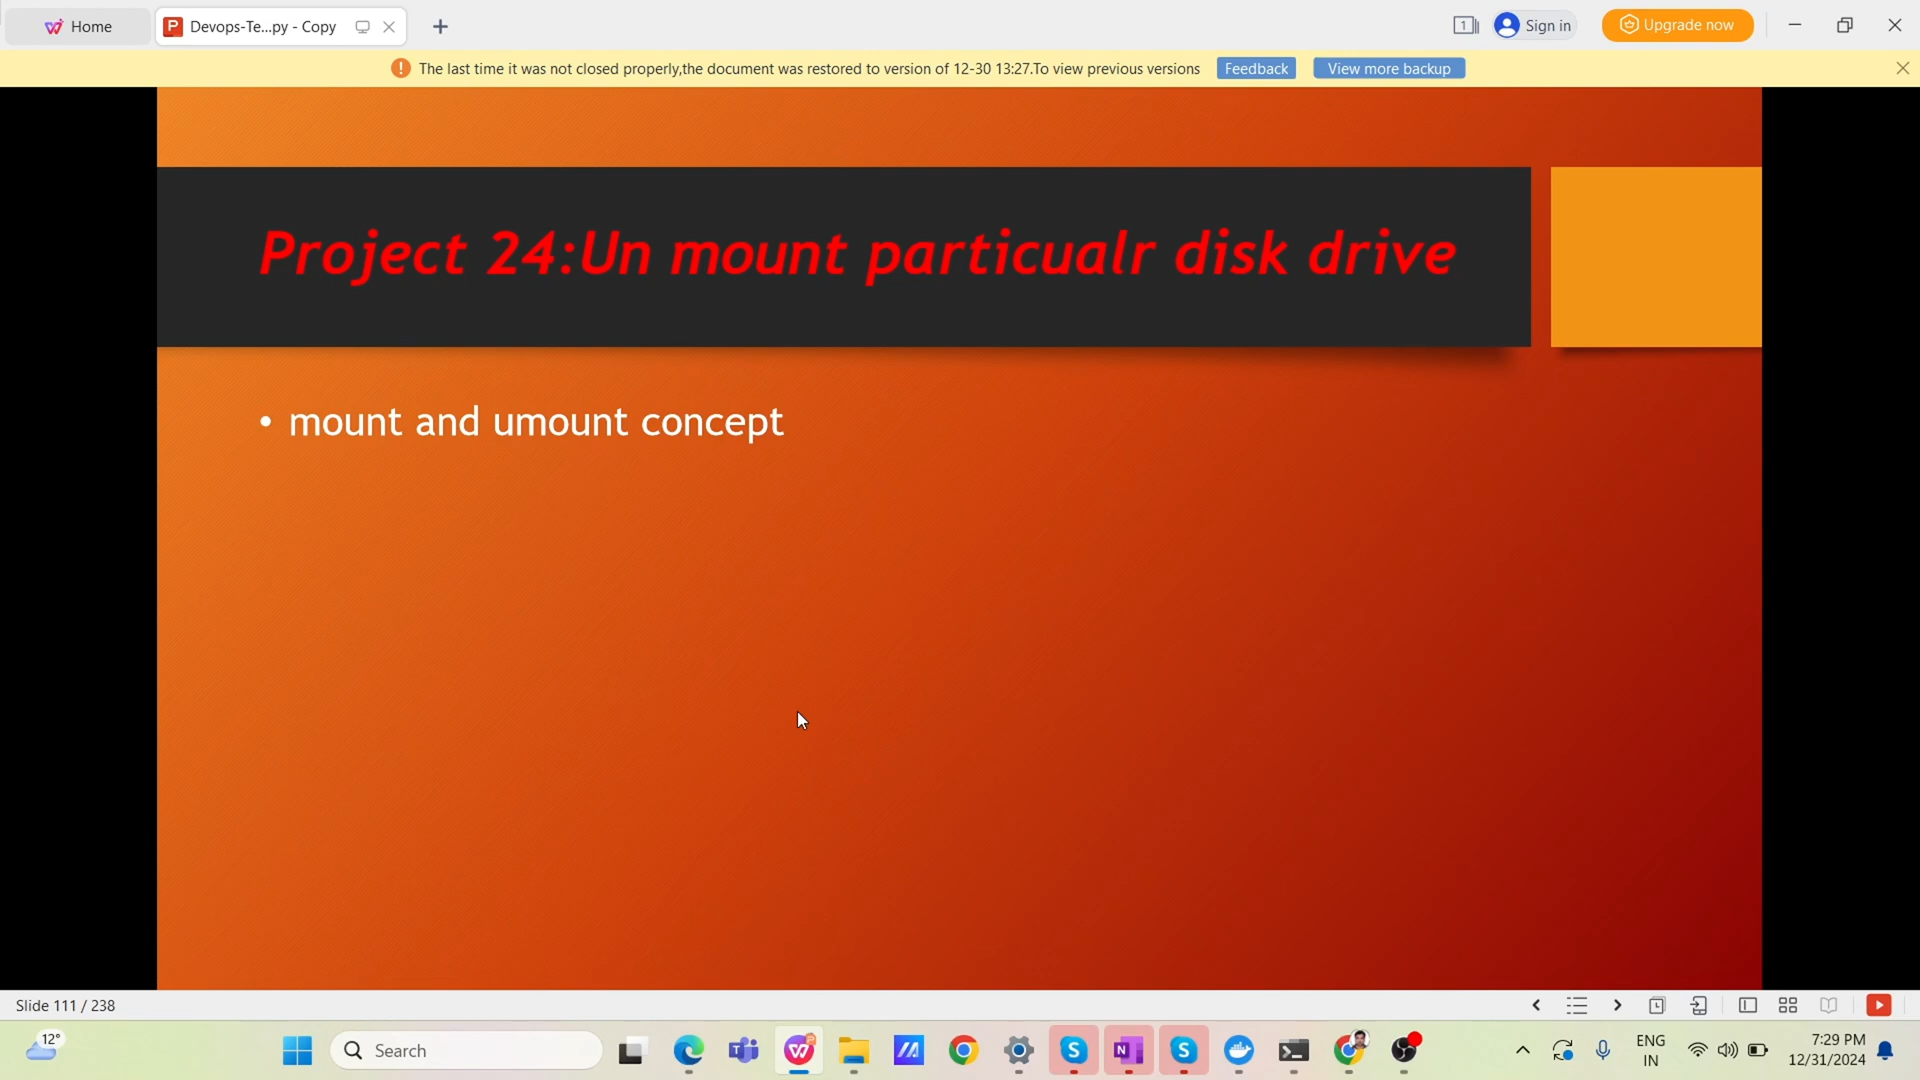 Home
Devops-Te...py - Copy
1
Sign in
Upgrade now
The last time it was not closed properly,the document was restored to version of 12-30 13:27.To view previous versions
Feedback
View more backup
Project 24:Un mount particualr disk drive
• mount and umount concept
Slide 111 / 238
12°
Search
ENG
IN
7:29 PM
12/31/2024